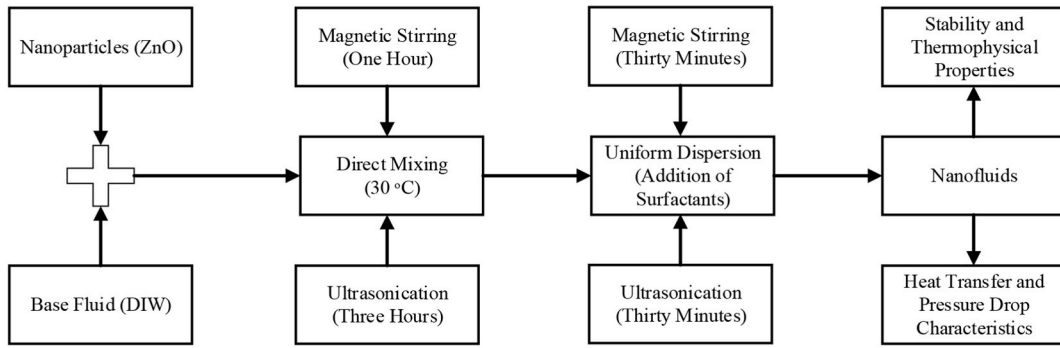 Nanoparticles (ZnO)
Base Fluid (DIW)
Magnetic Stirring
(One Hour)
Direct Mixing
(30 °C)
Ultrasonication
(Three Hours)
Magnetic Stirring
(Thirty Minutes)
Uniform Dispersion
(Addition of
Surfactants)
Ultrasonication
(Thirty Minutes)
Stability and
Thermophysical
Properties
Nanofluids
Heat Transfer and
Pressure Drop
Characteristics